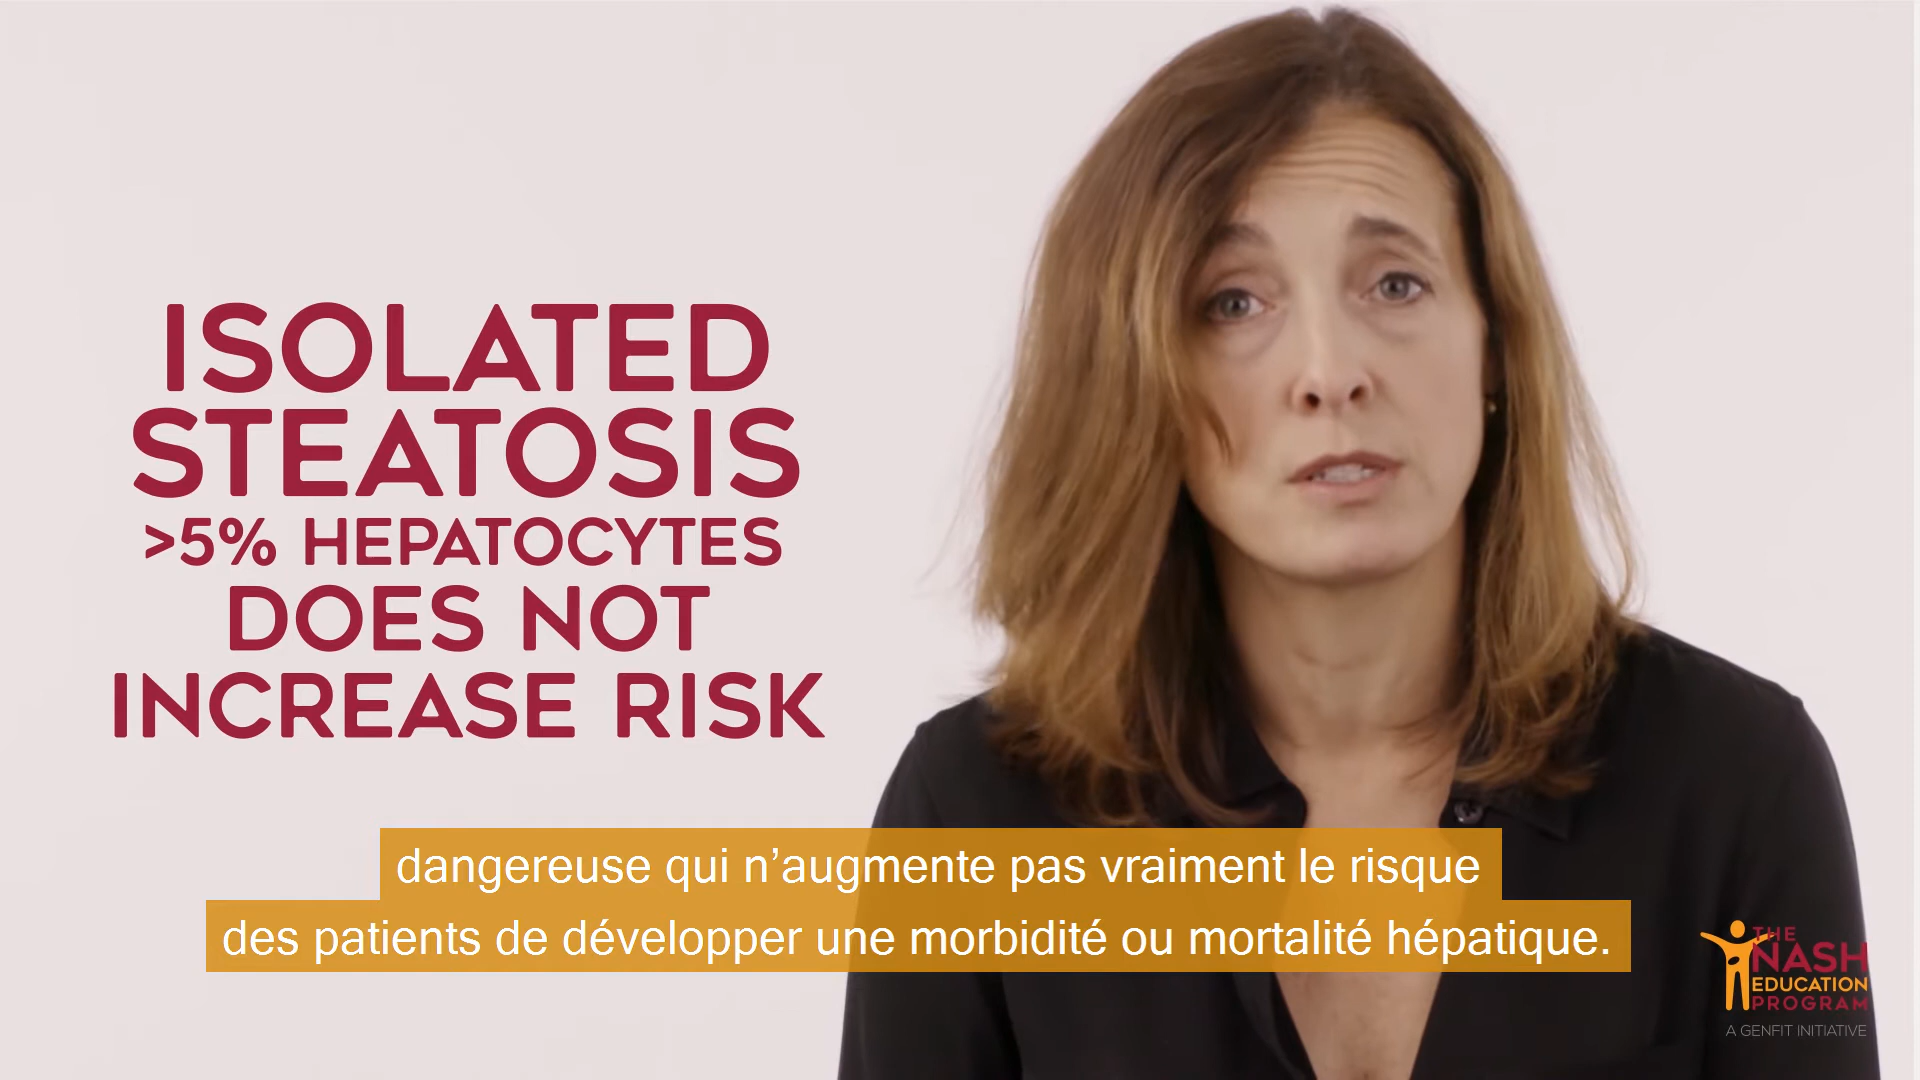 ISOLATED
STEATOSIS
>5% HEPATOCYTES
DOES NOT
INCREASE RISK
dangereuse qui n’augmente pas vraiment le risque
des patients de développer une morbidité ou mortalité hépatique.
THE
NASH
EDUCATION
PROGRAM
A GENFIT INITIATIVE